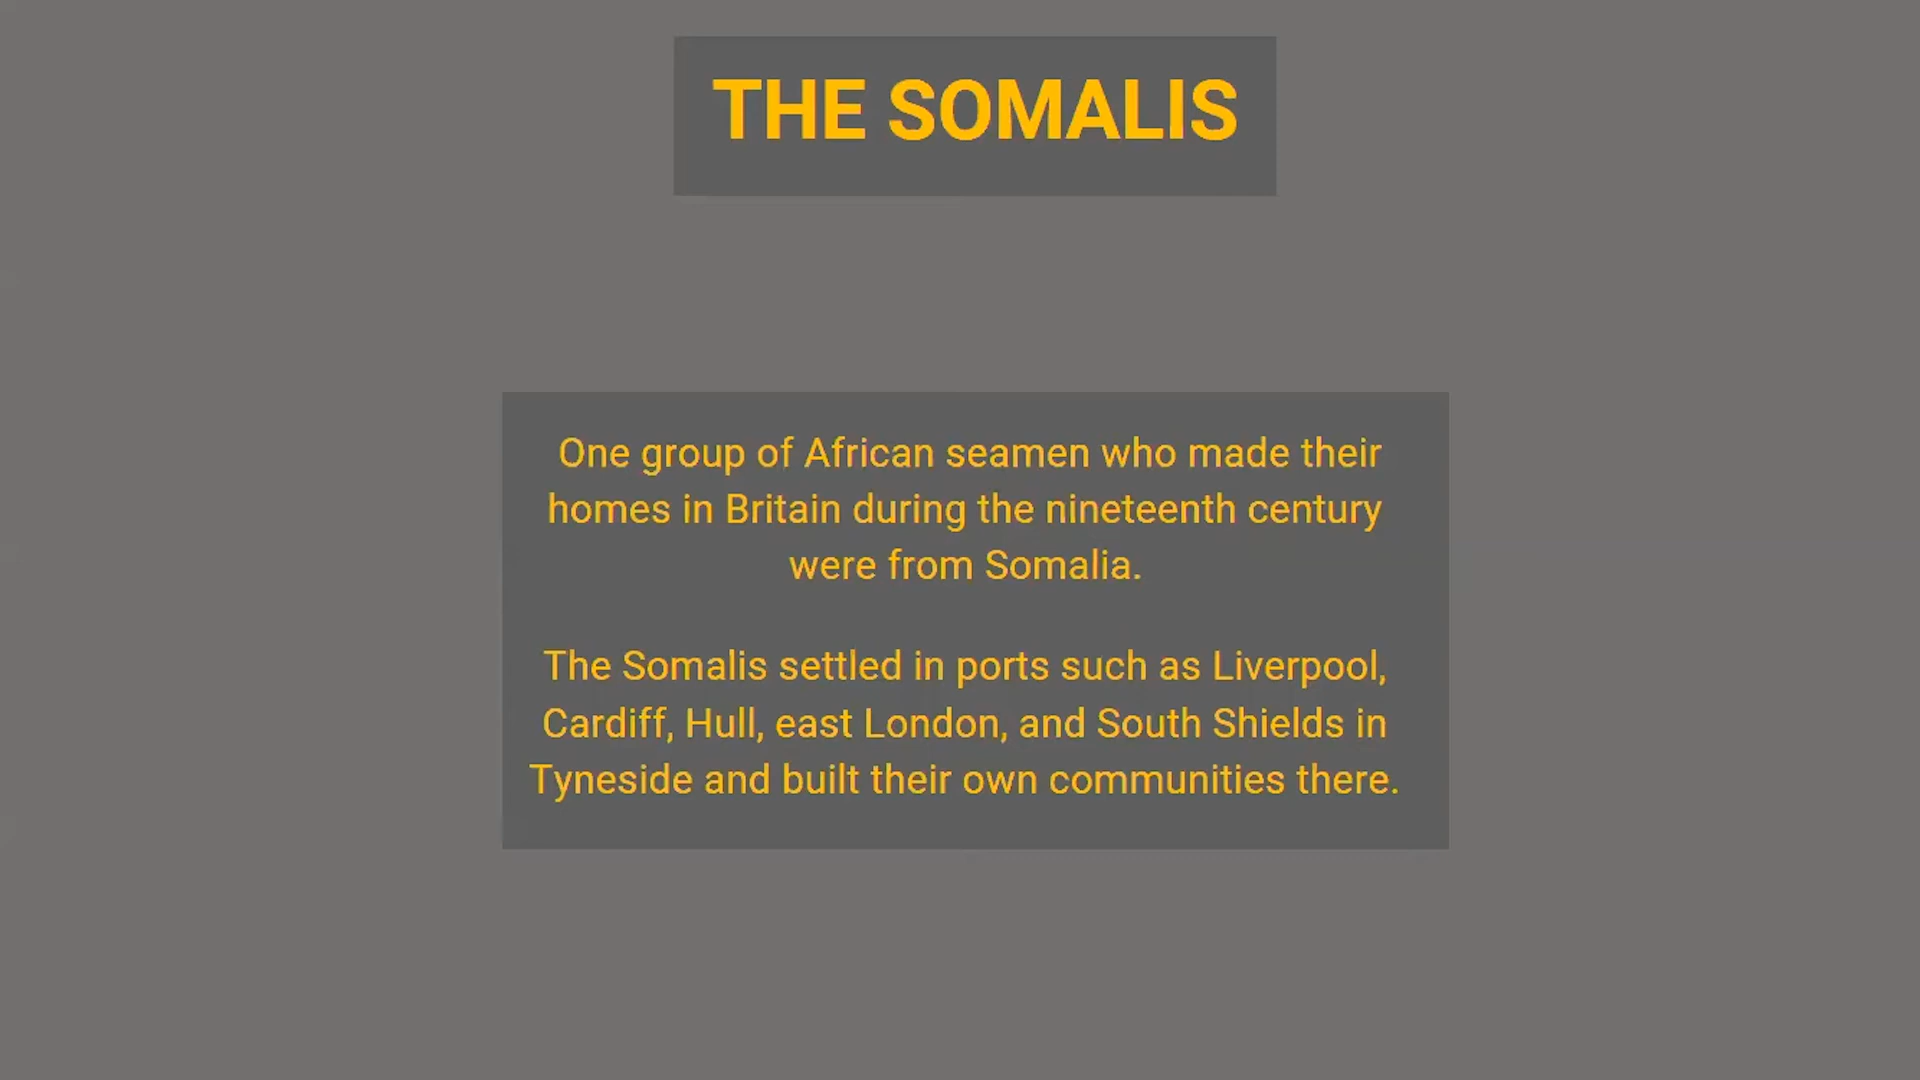 THE SOMALIS
One group of African seamen who made their
homes in Britain during the nineteenth century
were from Somalia.
The Somalis settled in ports such as Liverpool,
Cardiff, Hull, east London, and South Shields in
Tyneside and built their own communities there.